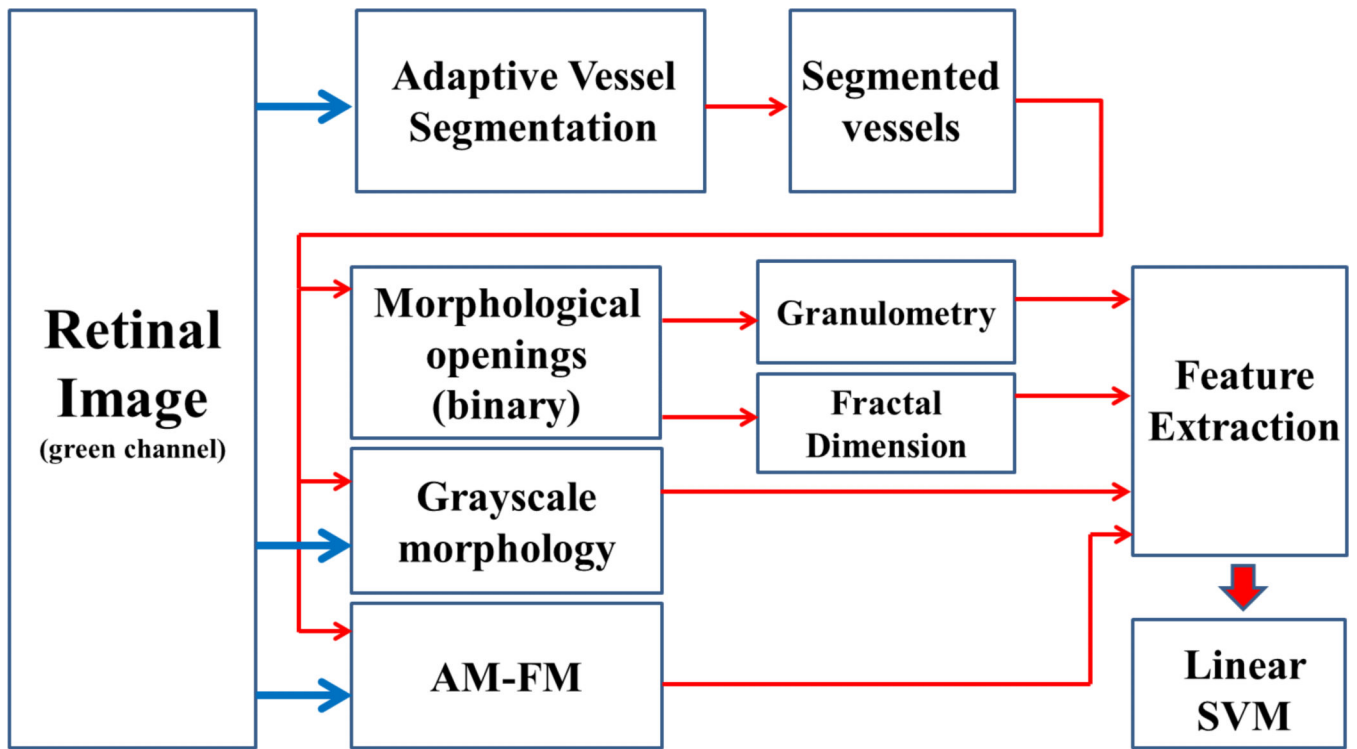 Retinal
Image
(green channel)
Adaptive Vessel
Segmentation
Segmented
vessels
Morphological
openings
(binary)
Granulometry
Fractal
Dimension
Grayscale
morphology
AM-FM
Feature
Extraction
Linear
SVM